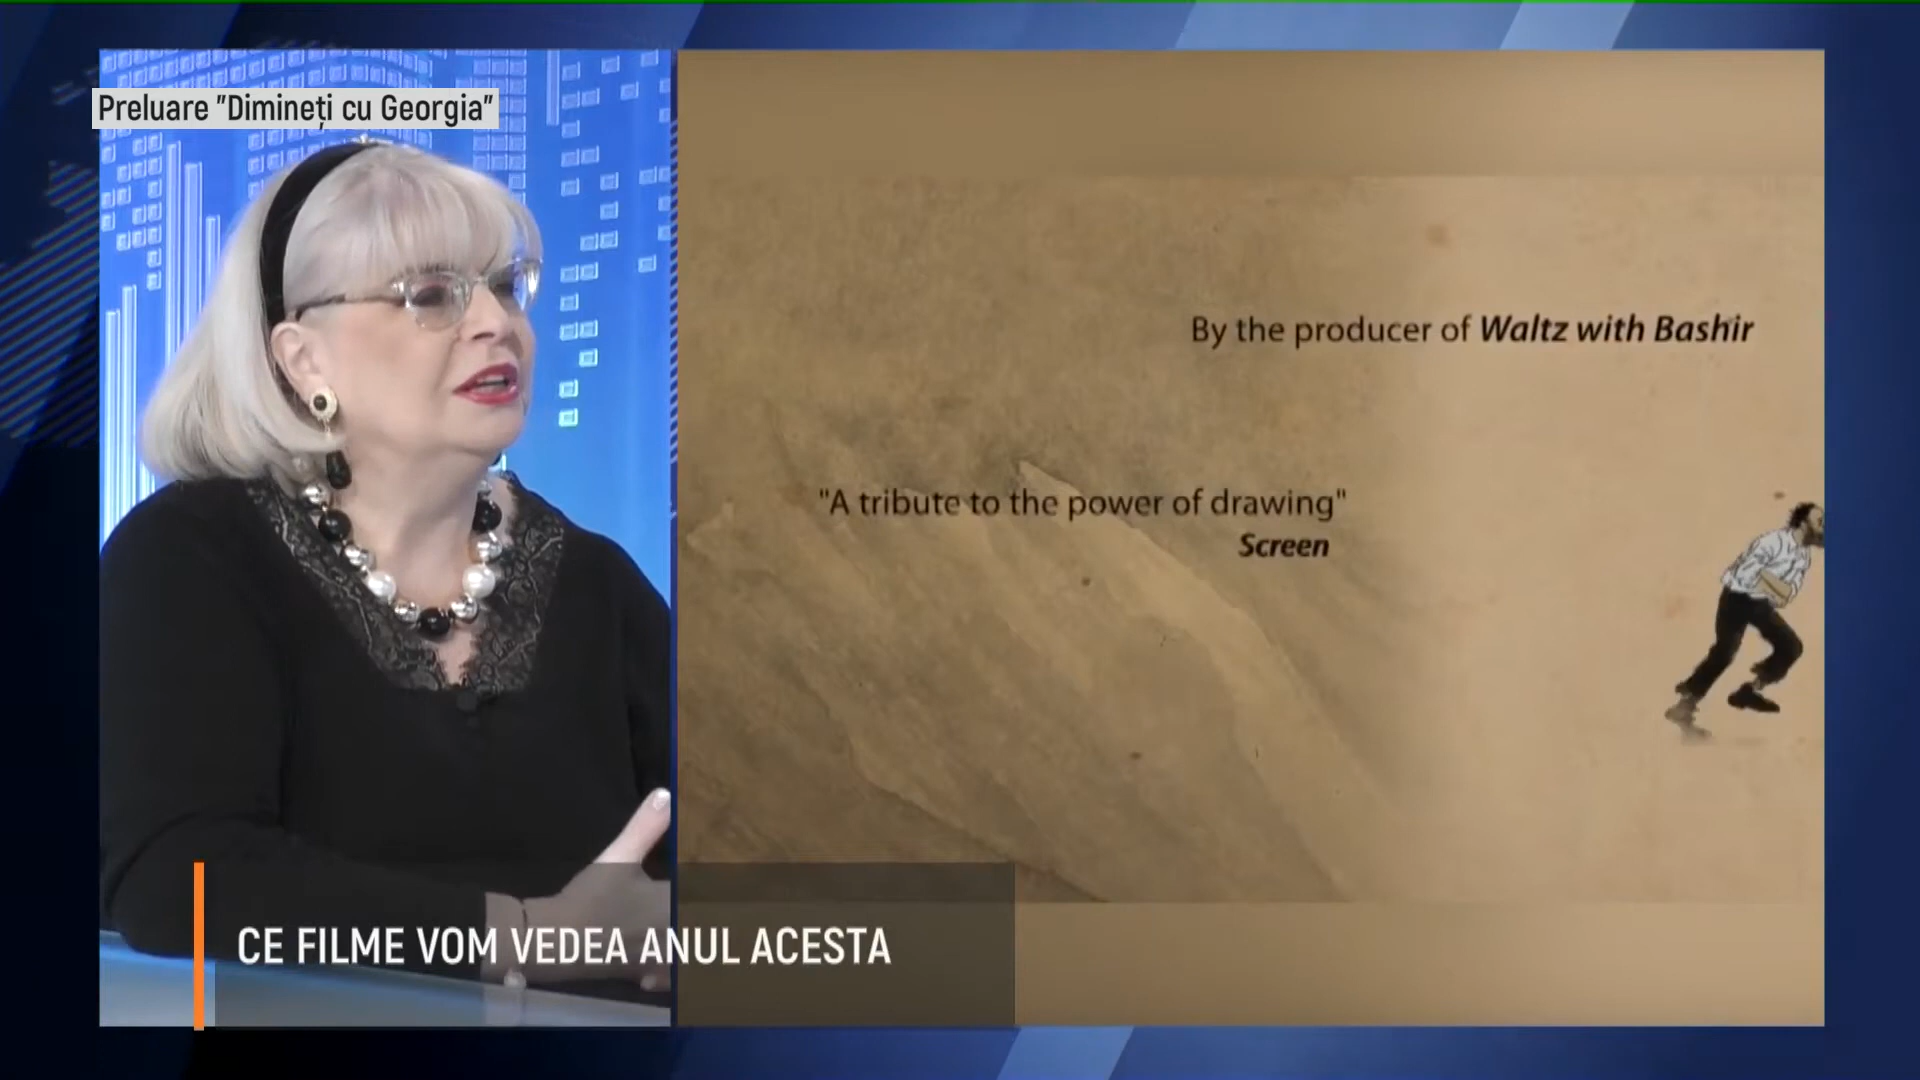 Preluare "Dimineți cu Georgia"
By the producer of Waltz with Bashir
"A tribute to the power of drawing"
Screen
CE FILME VOM VEDEA ANUL ACESTA